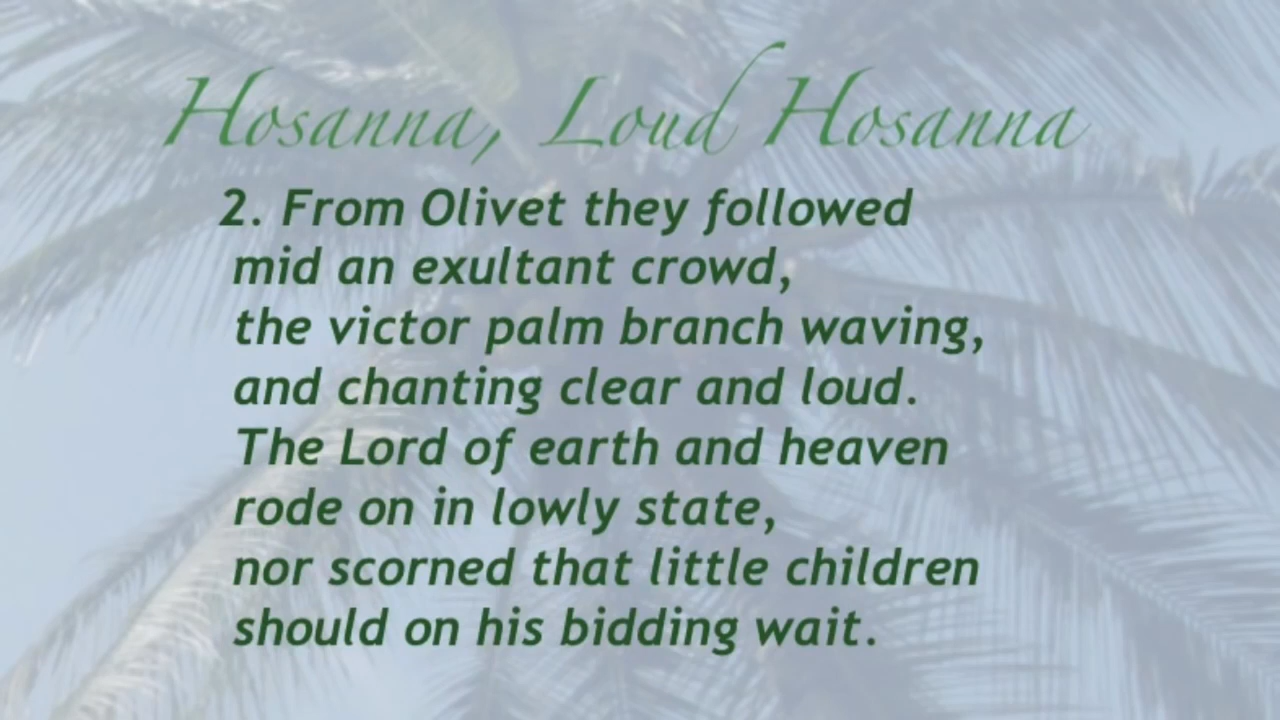 Hosanna, Loud Hosanna
2. From Olivet they followed
mid an exultant crowd,
the victor palm branch waving,
and chanting clear and loud.
The Lord of earth and heaven
rode on in lowly state,
nor scorned that little children
should on his bidding wait.